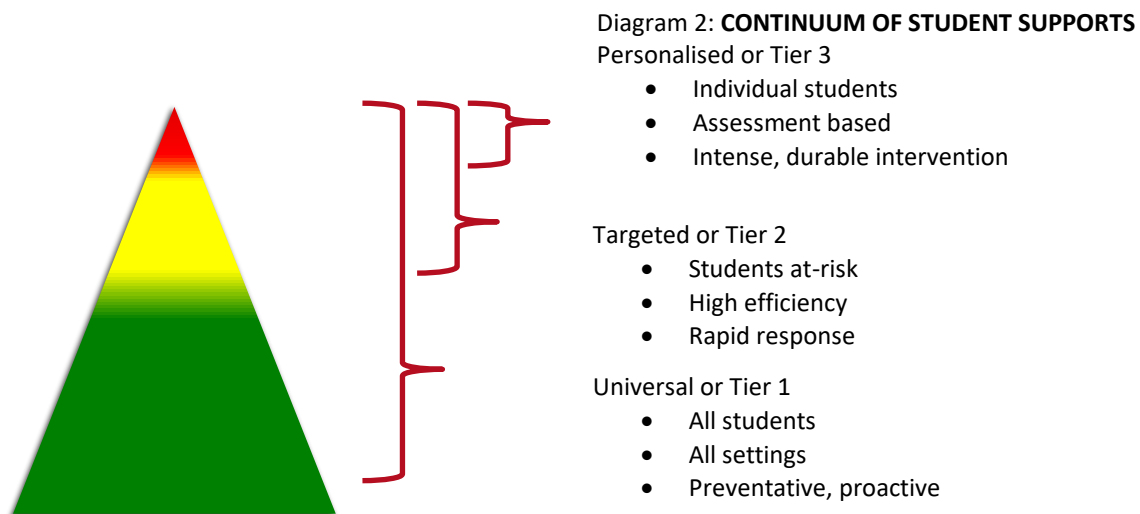 Diagram 2: CONTINUUM OF STUDENT SUPPORTS
Personalised or Tier 3
• Individual students
• Assessment based
• Intense, durable intervention
Targeted or Tier 2
• Students at-risk
• High efficiency
• Rapid response
Universal or Tier 1
• All students
• All settings
• Preventative, proactive